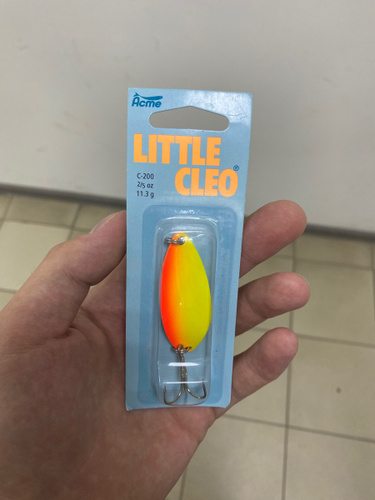 Acme
LITTLE
C-200
2/5 oz
11.3 g
CLEO®